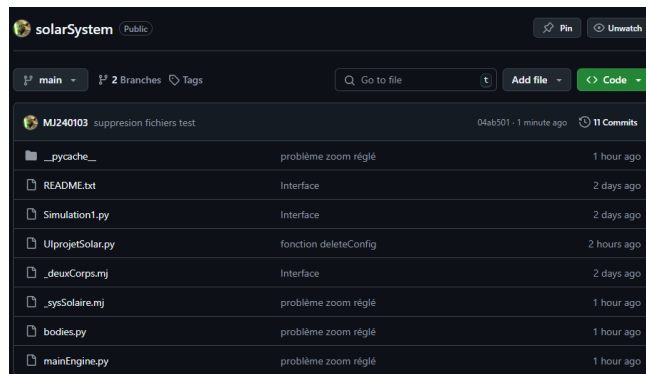 solarSystem Public Pin Unwatch
main 2 Branches Tags Go to file t Add file Code
MJ240103 suppresion fichiers test 04ab501 · 1 minute ago 11 Commits
__pycache__ problème zoom réglé 1 hour ago
README.txt Interface 2 days ago
Simulation1.py Interface 2 days ago
UIprojetSolar.py fonction deleteConfig 2 hours ago
_deuxCorps.mj Interface 2 days ago
_sysSolaire.mj problème zoom réglé 1 hour ago
bodies.py problème zoom réglé 1 hour ago
mainEngine.py problème zoom réglé 1 hour ago